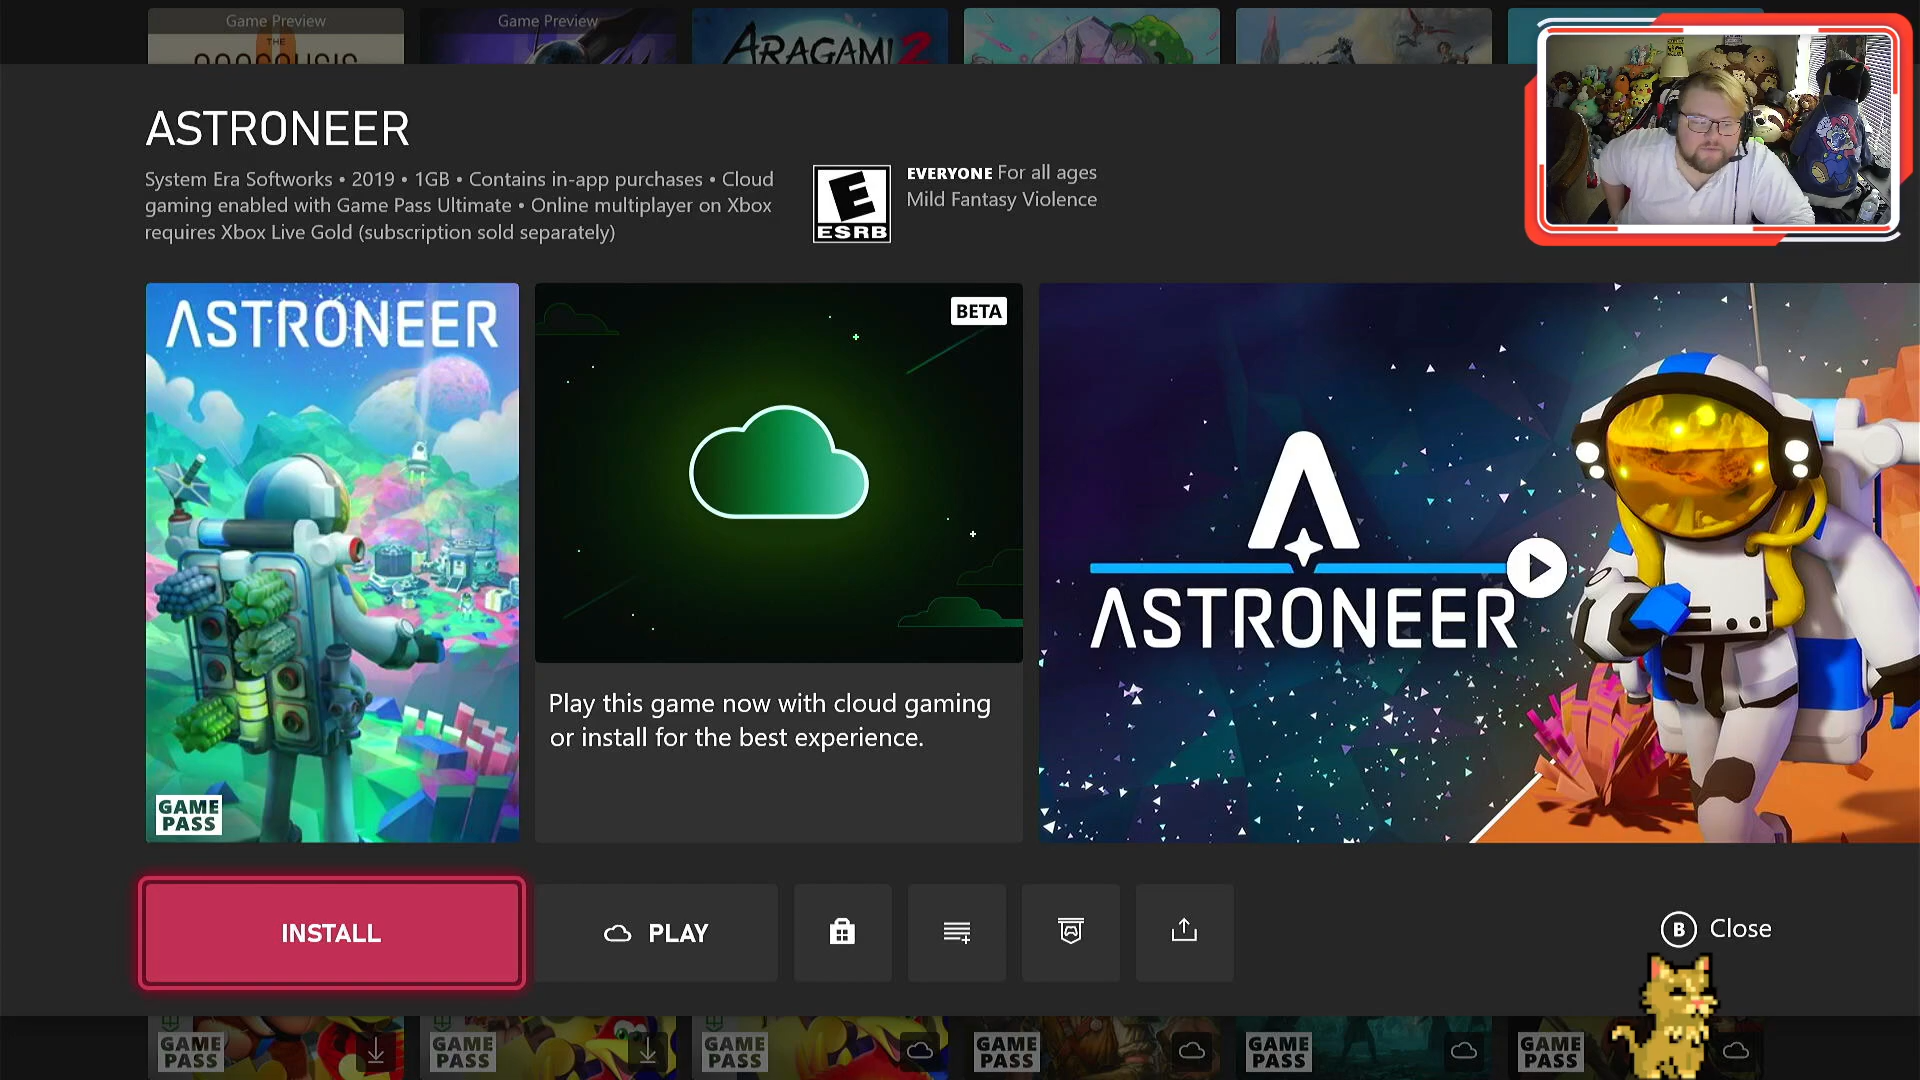 Game Preview
Game Preview
THE
ARAGAMI 2
ASTRONEER
System Era Softworks • 2019 • 1GB • Contains in-app purchases • Cloud
gaming enabled with Game Pass Ultimate • Online multiplayer on Xbox
requires Xbox Live Gold (subscription sold separately)
E
ESRB
EVERYONE For all ages
Mild Fantasy Violence
ASTRONEER
GAME
PASS
BETA
Play this game now with cloud gaming
or install for the best experience.
ASTRONEER
INSTALL
PLAY
B Close
GAME
PASS
GAME
PASS
GAME
PASS
GAME
PASS
GAME
PASS
GAME
PASS